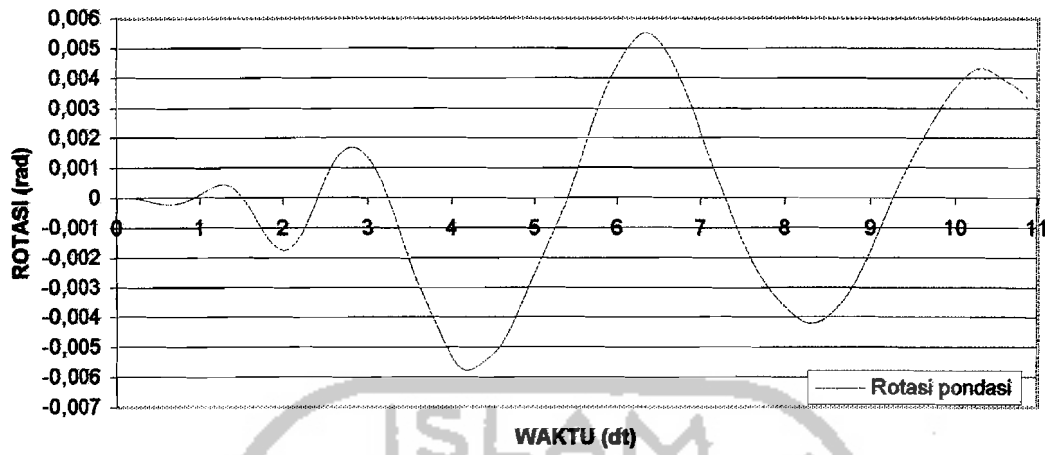 0,006
0,005
0,004
0,003
0,002
0,001
0
-0,001
-0,002
-0,003
-0,004
-0,005
-0,006
-0,007
ROTASI (rad)
0 1 2 3 4 5 6 7 8 9 10 11
Rotasi pondasi
WAKTU (dt)
ISLAM